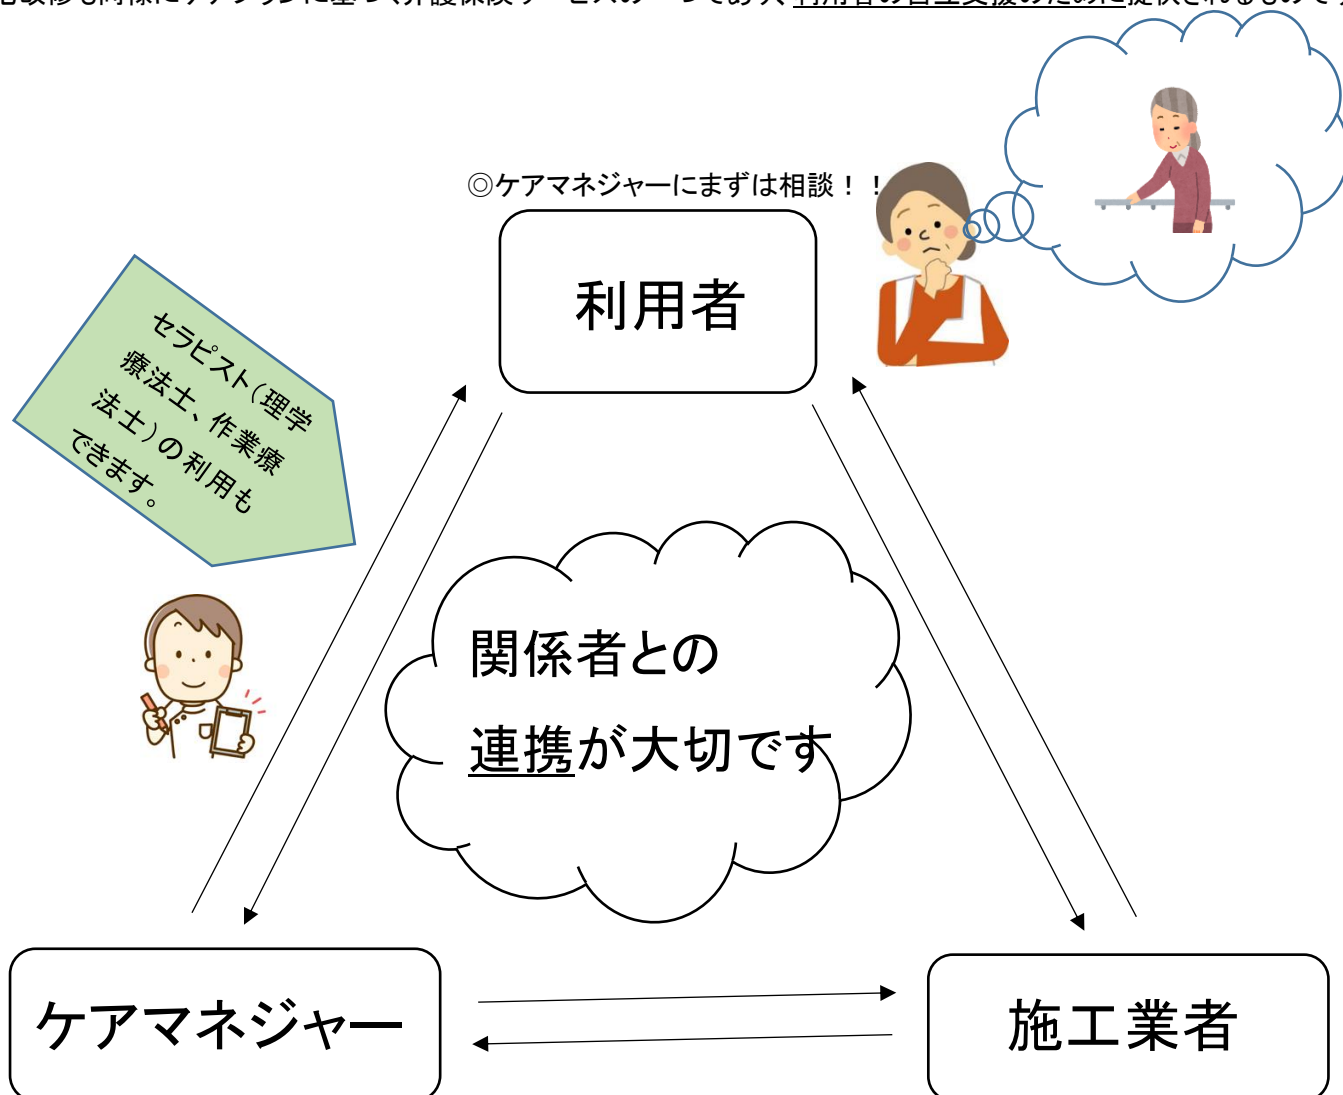 ◎ケアマネジャーにまずは相談！！
利用者
セラピスト（理学
療法士、作業療
法士）の利用も
できます。
関係者との
連携が大切です
ケアマネジャー
施工業者